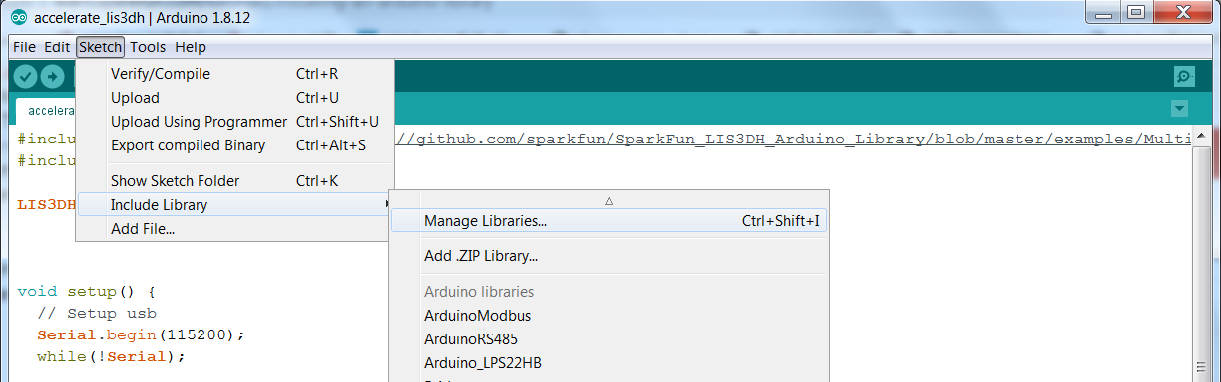 accelerate_lis3dh | Arduino 1.8.12
File Edit Sketch Tools Help
Verify/Compile Ctrl+R
Upload Ctrl+U
Upload Using Programmer Ctrl+Shift+U
Export compiled Binary Ctrl+Alt+S
Show Sketch Folder Ctrl+K
Include Library
Add File...
accelera
#inclu //github.com/sparkfun/SparkFun_LIS3DH_Arduino_Library/blob/master/examples/Multi
#inclu
LIS3DH
Manage Libraries... Ctrl+Shift+I
Add .ZIP Library...
Arduino libraries
ArduinoModbus
ArduinoRS485
Arduino_LPS22HB
void setup() {
// Setup usb
Serial.begin(115200);
while(!Serial);